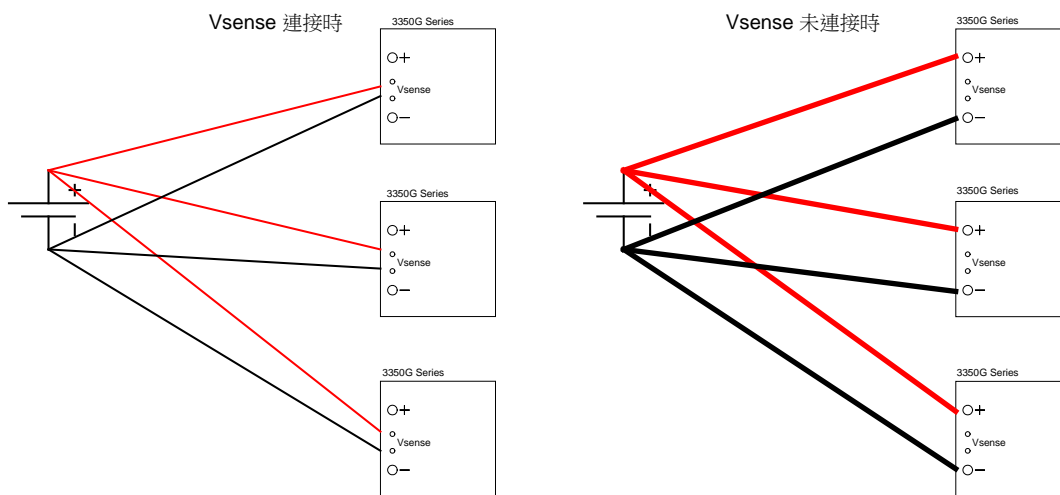 Vsense 連接時
3350G Series
+
Vsense
−
3350G Series
+
Vsense
−
3350G Series
+
Vsense
−
+
−
Vsense 未連接時
3350G Series
+
Vsense
−
3350G Series
+
Vsense
−
3350G Series
+
Vsense
−
+
−